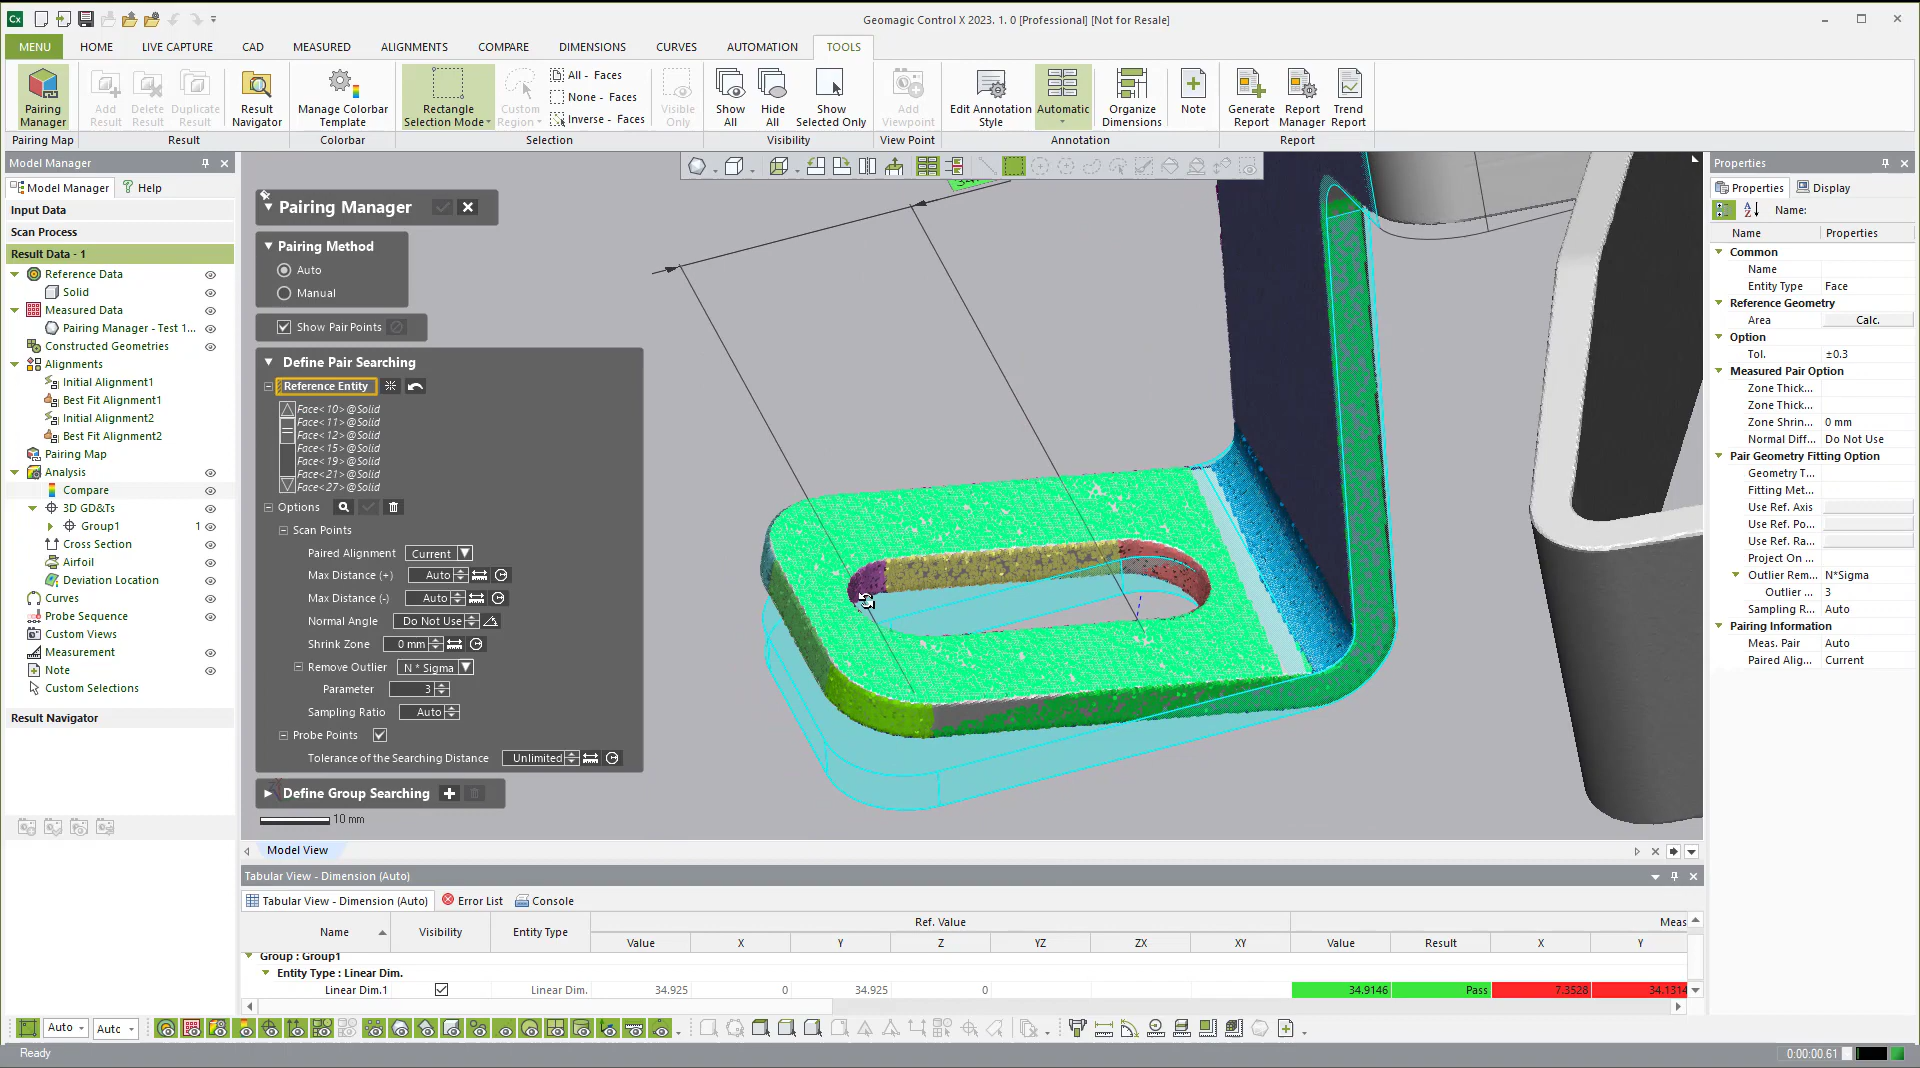 Cx
Geomagic Control X 2023. 1. 0 [Professional] [Not for Resale]
MENU HOME LIVE CAPTURE CAD MEASURED ALIGNMENTS COMPARE DIMENSIONS CURVES AUTOMATION TOOLS
Pairing Manager
Add Result
Delete Result
Duplicate Result
Result Navigator
Manage Colorbar Template
Rectangle Selection Mode
Custom Region
All - Faces
None - Faces
Inverse - Faces
Visible Only
Show All
Hide All
Show Selected Only
Add Viewpoint
Edit Annotation Style
Automatic
Organize Dimensions
Note
Generate Report
Report Manager
Trend Report
Pairing Map Result Colorbar Selection Visibility View Point Annotation Report
Model Manager
Model Manager Help
Input Data
Scan Process
Result Data - 1
Reference Data
Solid
Measured Data
Pairing Manager - Test 1...
Constructed Geometries
Alignments
Initial Alignment1
Best Fit Alignment1
Initial Alignment2
Best Fit Alignment2
Pairing Map
Analysis
Compare
3D GD&Ts
Group1 1
Cross Section
Airfoil
Deviation Location
Curves
Probe Sequence
Custom Views
Measurement
Note
Custom Selections
Result Navigator
Pairing Manager
Pairing Method
Auto
Manual
Show Pair Points
Define Pair Searching
Reference Entity
Face<10>@Solid
Face<11>@Solid
Face<12>@Solid
Face<15>@Solid
Face<19>@Solid
Face<21>@Solid
Face<27>@Solid
Options
Scan Points
Paired Alignment Current
Max Distance (+) Auto
Max Distance (-) Auto
Normal Angle Do Not Use
Shrink Zone 0 mm
Remove Outlier N * Sigma
Parameter 3
Sampling Ratio Auto
Probe Points
Tolerance of the Searching Distance Unlimited
Define Group Searching
10 mm
Model View
Properties
Properties Display
Name:
Name Properties
Common
Name
Entity Type Face
Reference Geometry
Area Calc.
Option
Tol. ±0.3
Measured Pair Option
Zone Thick...
Zone Thick...
Zone Shrin... 0 mm
Normal Diff... Do Not Use
Pair Geometry Fitting Option
Geometry T...
Fitting Met...
Use Ref. Axis
Use Ref. Po...
Use Ref. Ra...
Project On ...
Outlier Rem... N*Sigma
Outlier ... 3
Sampling R... Auto
Pairing Information
Meas. Pair Auto
Paired Alig... Current
Tabular View - Dimension (Auto)
Tabular View - Dimension (Auto) Error List Console
Name Visibility Entity Type Ref. Value Meas
Value X Y Z YZ ZX XY Value Result X Y
Group : Group1
Entity Type : Linear Dim.
Linear Dim.1 Linear Dim. 34.925 0 34.925 0 34.9146 Pass 7.3528 34.1314
Auto Autc
Ready
0:00:00.61